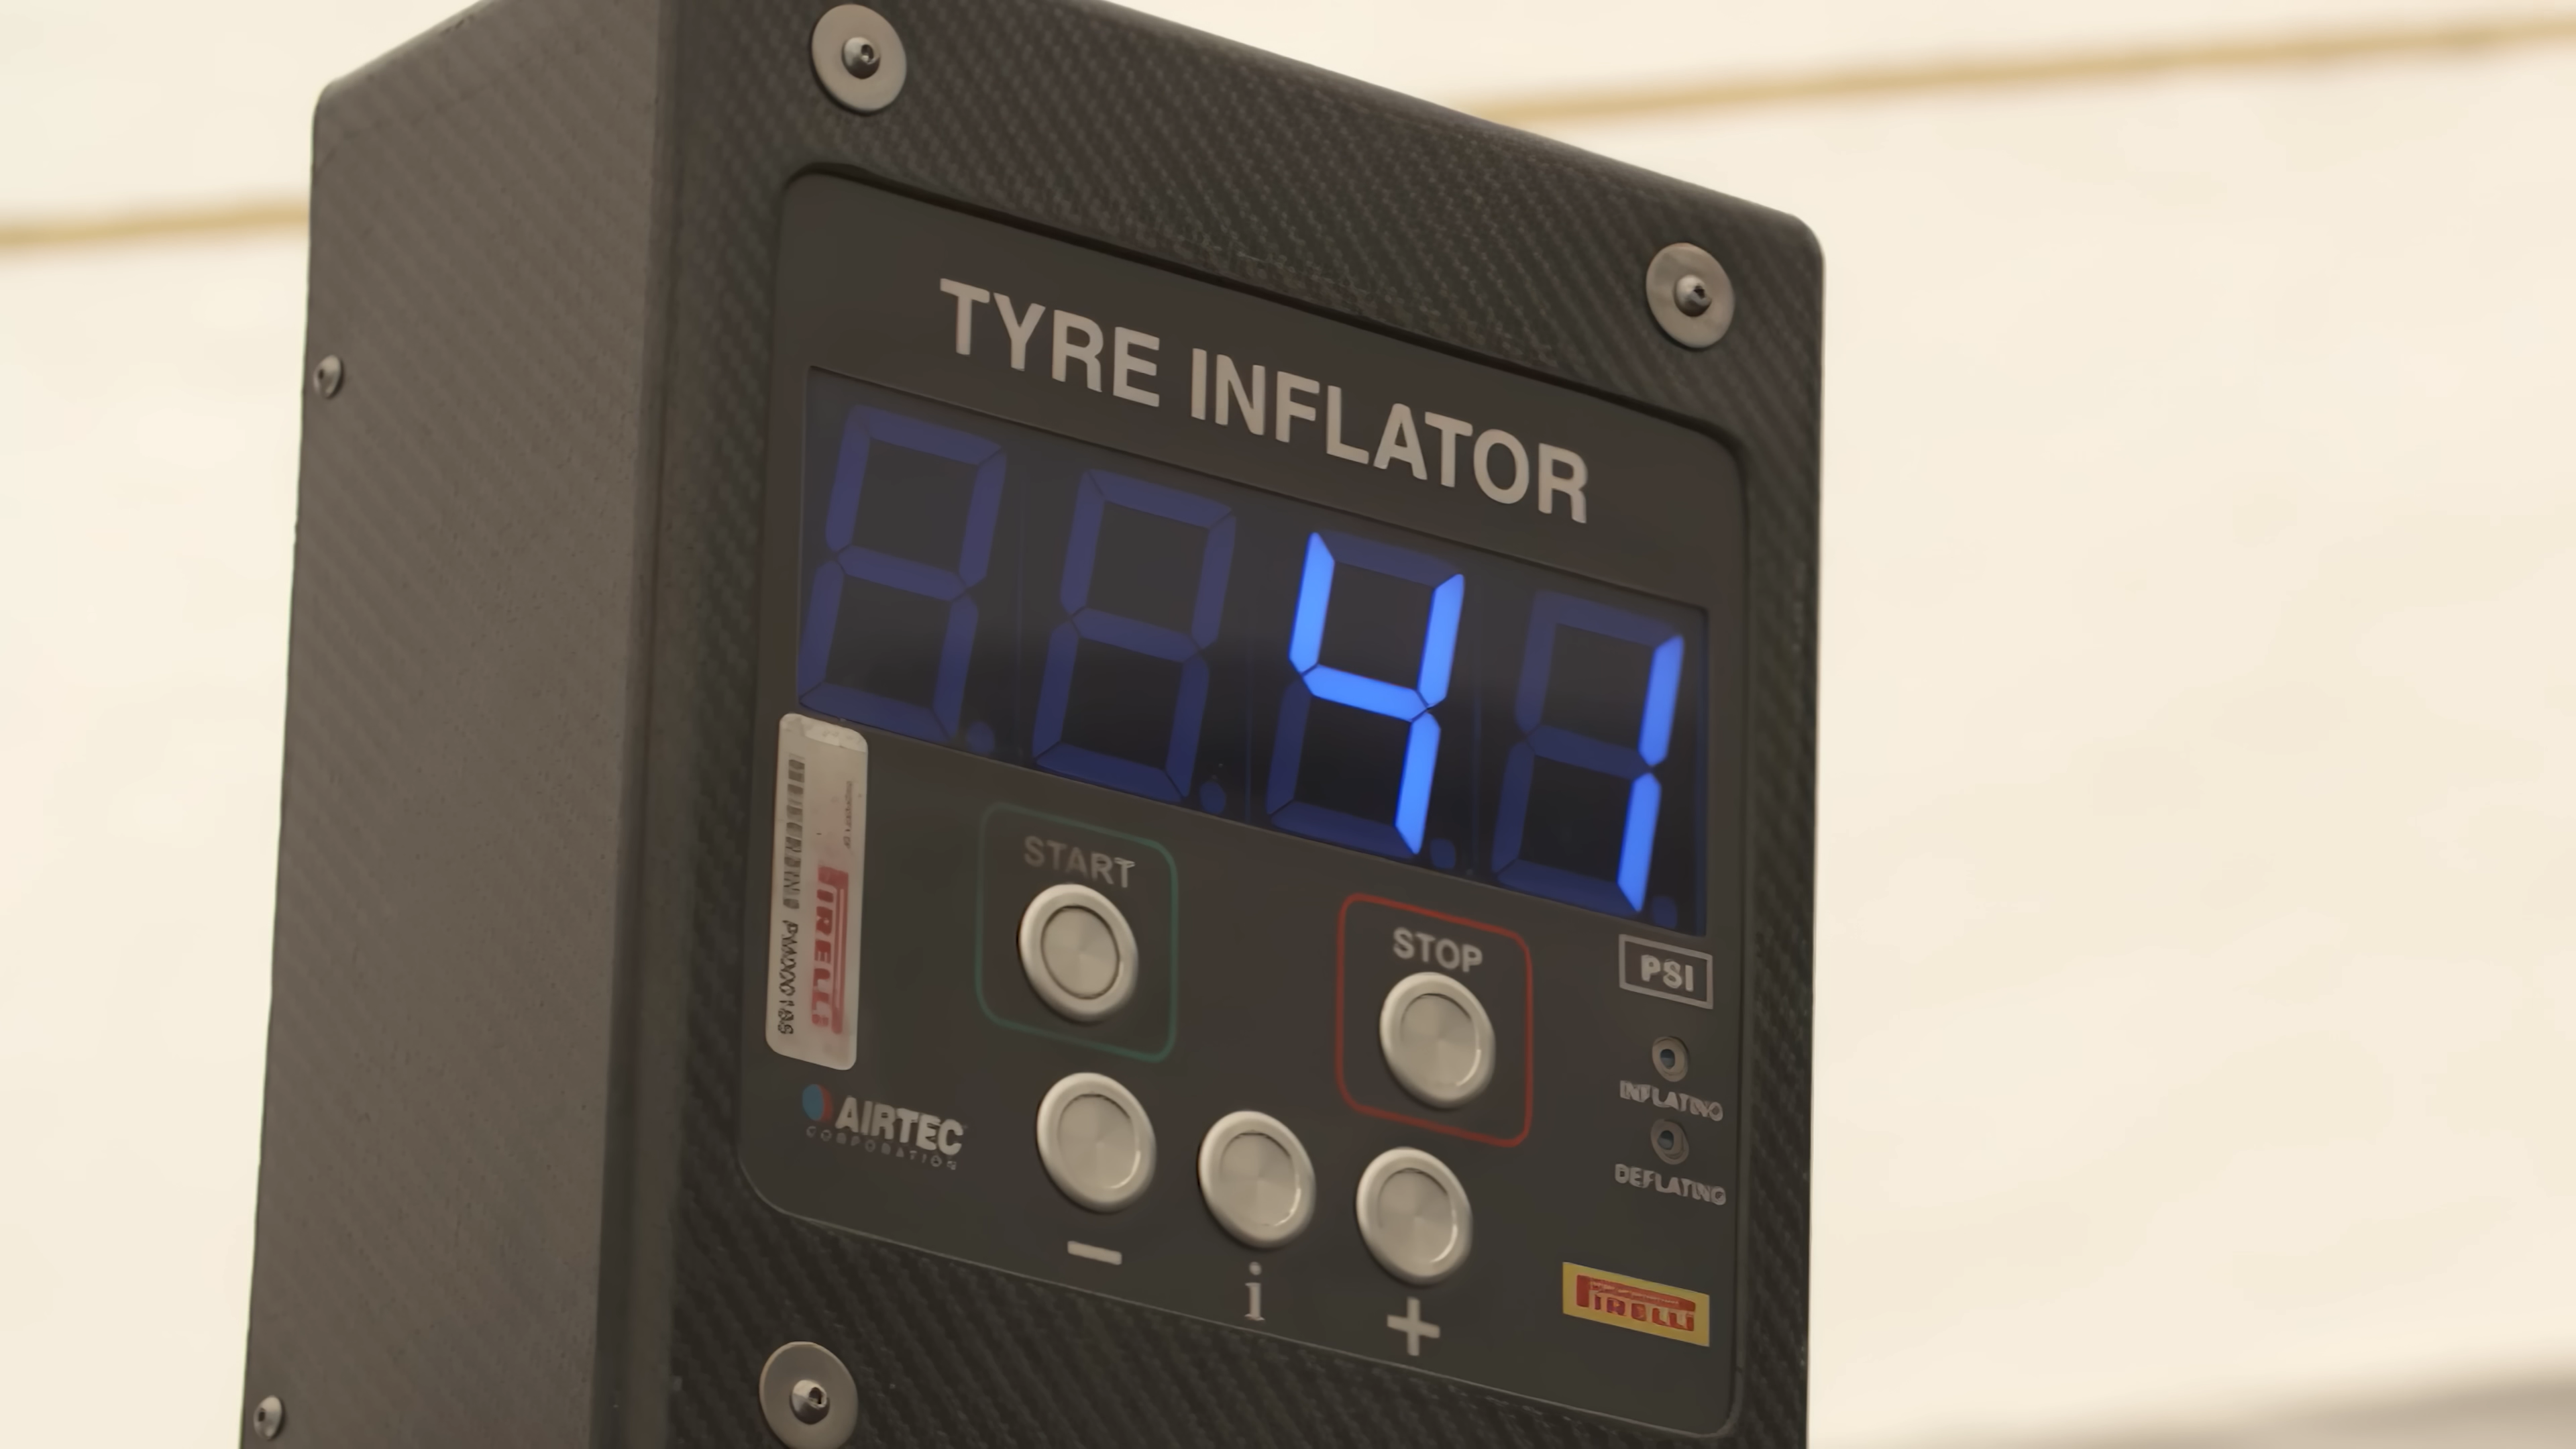 TYRE INFLATOR
41
START
STOP
PSI
PIRELLI
INFLATING
DEFLATING
AIRTEC
CORPORATION
-
i
+
PIRELLI